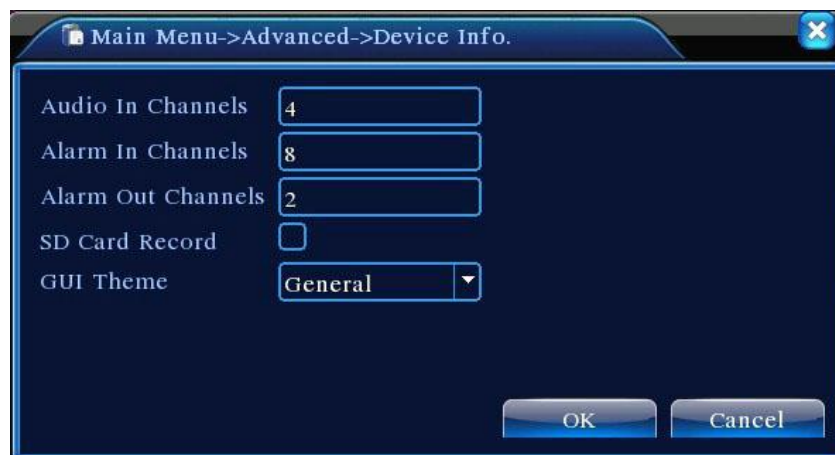 Main Menu->Advanced->Device Info.
Audio In Channels 4
Alarm In Channels 8
Alarm Out Channels 2
SD Card Record
GUI Theme General
OK Cancel